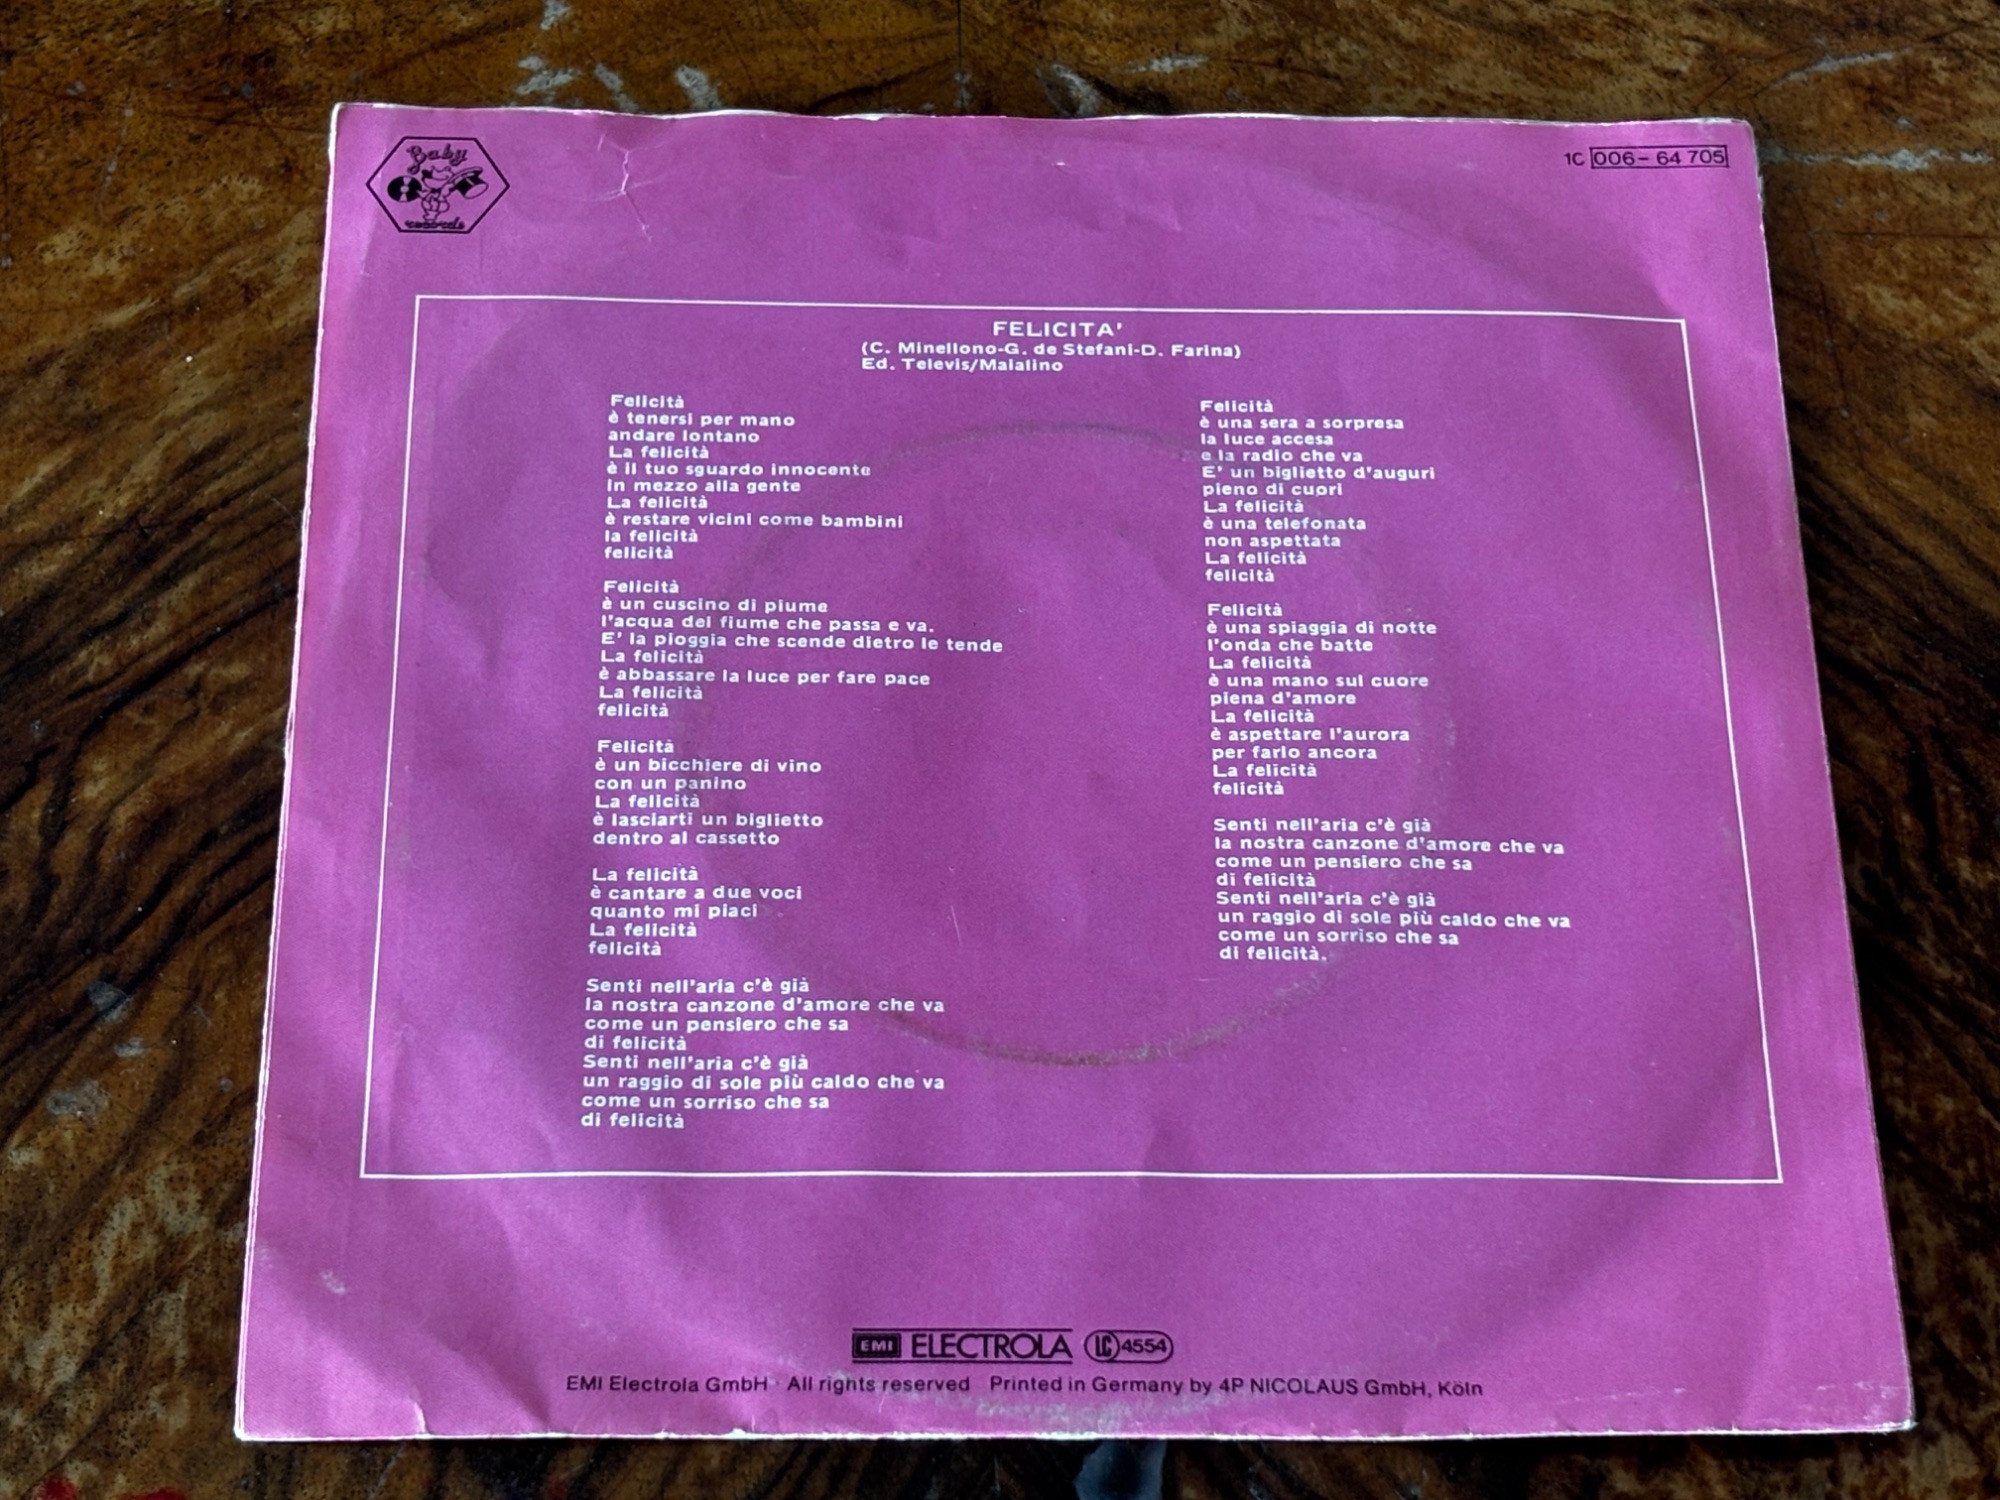 Baby
records
1C 006-64 705
FELICITA'
(C. Minellono-G. de Stefani-D. Farina)
Ed. Televis/Maialino
Felicità
è tenersi per mano
andare lontano
La felicità
è il tuo sguardo innocente
in mezzo alla gente
La felicità
è restare vicini come bambini
la felicità
felicità
Felicità
è un cuscino di piume
l'acqua del fiume che passa e va.
E' la pioggia che scende dietro le tende
La felicità
è abbassare la luce per fare pace
La felicità
felicità
Felicità
è un bicchiere di vino
con un panino
La felicità
è lasciarti un biglietto
dentro al cassetto
La felicità
è cantare a due voci
quanto mi piaci
La felicità
felicità
Senti nell'aria c'è già
la nostra canzone d'amore che va
come un pensiero che sa
di felicità
Senti nell'aria c'è già
un raggio di sole più caldo che va
come un sorriso che sa
di felicità
Felicità
è una sera a sorpresa
la luce accesa
e la radio che va
E' un biglietto d'auguri
pieno di cuori
La felicità
è una telefonata
non aspettata
La felicità
felicità
Felicità
è una spiaggia di notte
l'onda che batte
La felicità
è una mano sul cuore
piena d'amore
La felicità
è aspettare l'aurora
per farlo ancora
La felicità
felicità
Senti nell'aria c'è già
la nostra canzone d'amore che va
come un pensiero che sa
di felicità
Senti nell'aria c'è già
un raggio di sole più caldo che va
come un sorriso che sa
di felicità.
EMI ELECTROLA LC 4554
EMI Electrola GmbH · All rights reserved Printed in Germany by 4P NICOLAUS GmbH, Köln